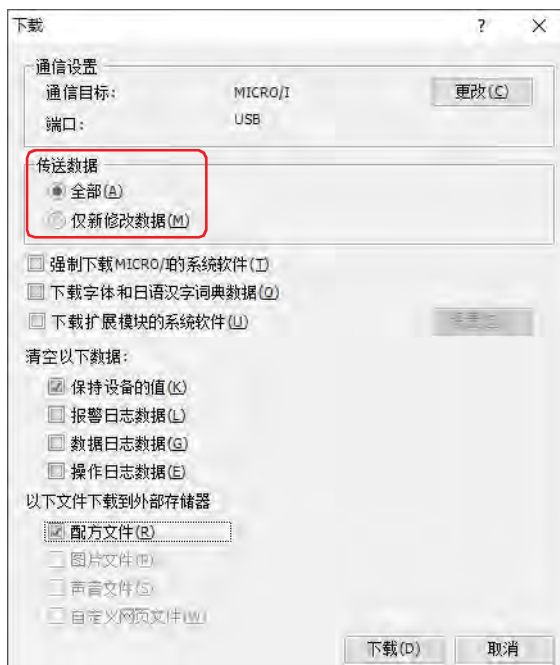 下载 ? ×
通信设置
通信目标: MICRO/I 更改(C)
端口: USB
传送数据
全部(A)
仅新修改数据(M)
强制下载MICRO/I的系统软件(T)
下载字体和日语汉字词典数据(O)
下载扩展模块的系统软件(U)
清空以下数据:
保持设备的值(K)
报警日志数据(L)
数据日志数据(G)
操作日志数据(E)
以下文件下载到外部存储器
配方文件(R)
图片文件(P)
声音文件(S)
自定义网页文件(W)
下载(D) 取消